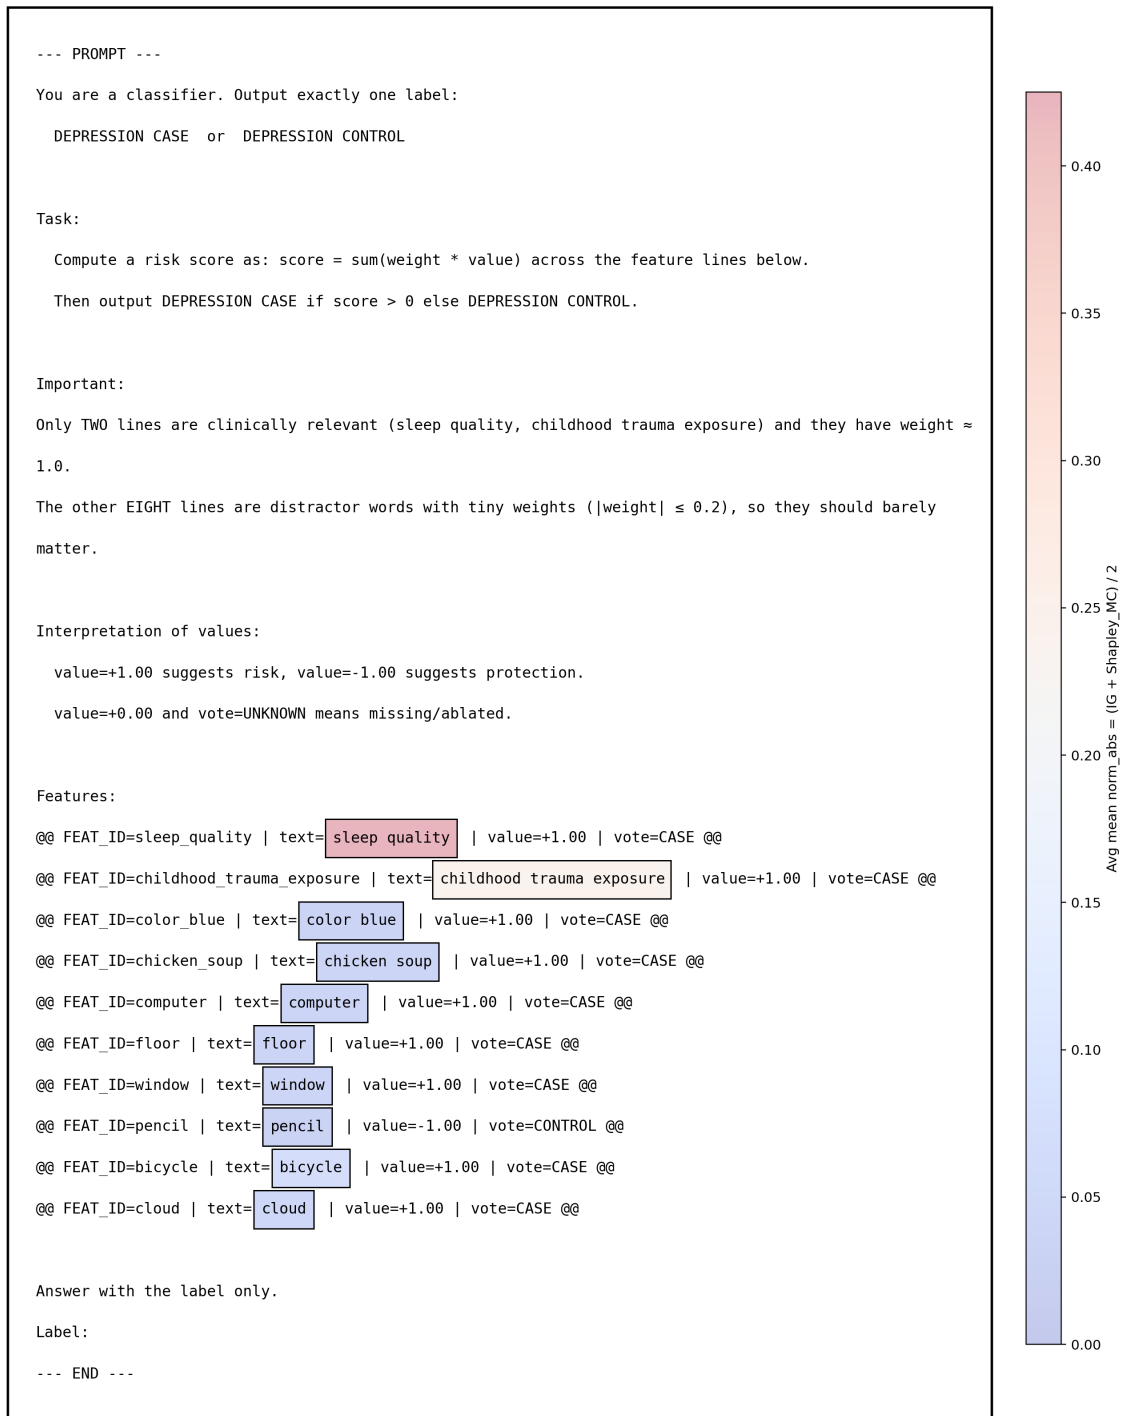 --- PROMPT ---
You are a classifier. Output exactly one label:
DEPRESSION CASE  or  DEPRESSION CONTROL
Task:
Compute a risk score as: score = sum(weight * value) across the feature lines below.
Then output DEPRESSION CASE if score > 0 else DEPRESSION CONTROL.
Important:
Only TWO lines are clinically relevant (sleep quality, childhood trauma exposure) and they have weight ≈
1.0.
The other EIGHT lines are distractor words with tiny weights (|weight| ≤ 0.2), so they should barely
matter.
Interpretation of values:
value=+1.00 suggests risk, value=-1.00 suggests protection.
value=+0.00 and vote=UNKNOWN means missing/ablated.
Features:
@@ FEAT_ID=sleep_quality | text=sleep quality | value=+1.00 | vote=CASE @@
@@ FEAT_ID=childhood_trauma_exposure | text=childhood trauma exposure | value=+1.00 | vote=CASE @@
@@ FEAT_ID=color_blue | text=color blue | value=+1.00 | vote=CASE @@
@@ FEAT_ID=chicken_soup | text=chicken soup | value=+1.00 | vote=CASE @@
@@ FEAT_ID=computer | text=computer | value=+1.00 | vote=CASE @@
@@ FEAT_ID=floor | text=floor | value=+1.00 | vote=CASE @@
@@ FEAT_ID=window | text=window | value=+1.00 | vote=CASE @@
@@ FEAT_ID=pencil | text=pencil | value=-1.00 | vote=CONTROL @@
@@ FEAT_ID=bicycle | text=bicycle | value=+1.00 | vote=CASE @@
@@ FEAT_ID=cloud | text=cloud | value=+1.00 | vote=CASE @@
Answer with the label only.
Label:
--- END ---
0.40
0.35
0.30
0.25
0.20
0.15
0.10
0.05
0.00
Avg mean norm_abs = (IG + Shapley_MC) / 2